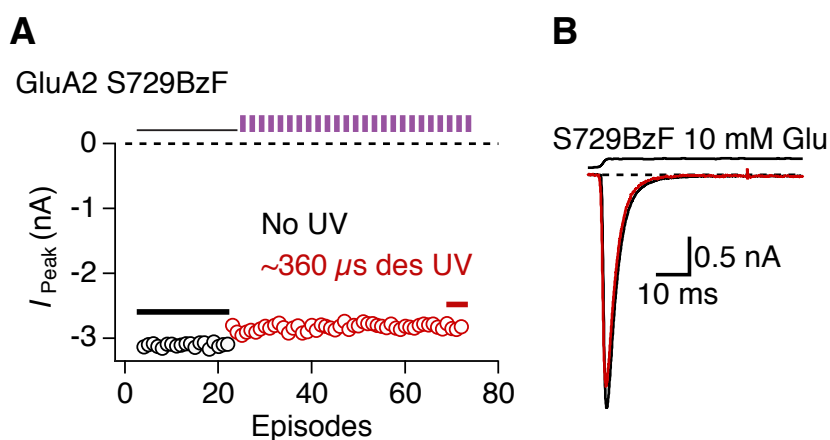 A
GluA2 S729BzF
0
-1
-2
-3
I Peak (nA)
No UV
~360 µs des UV
0
20
40
60
80
Episodes
B
S729BzF 10 mM Glu
0.5 nA
10 ms